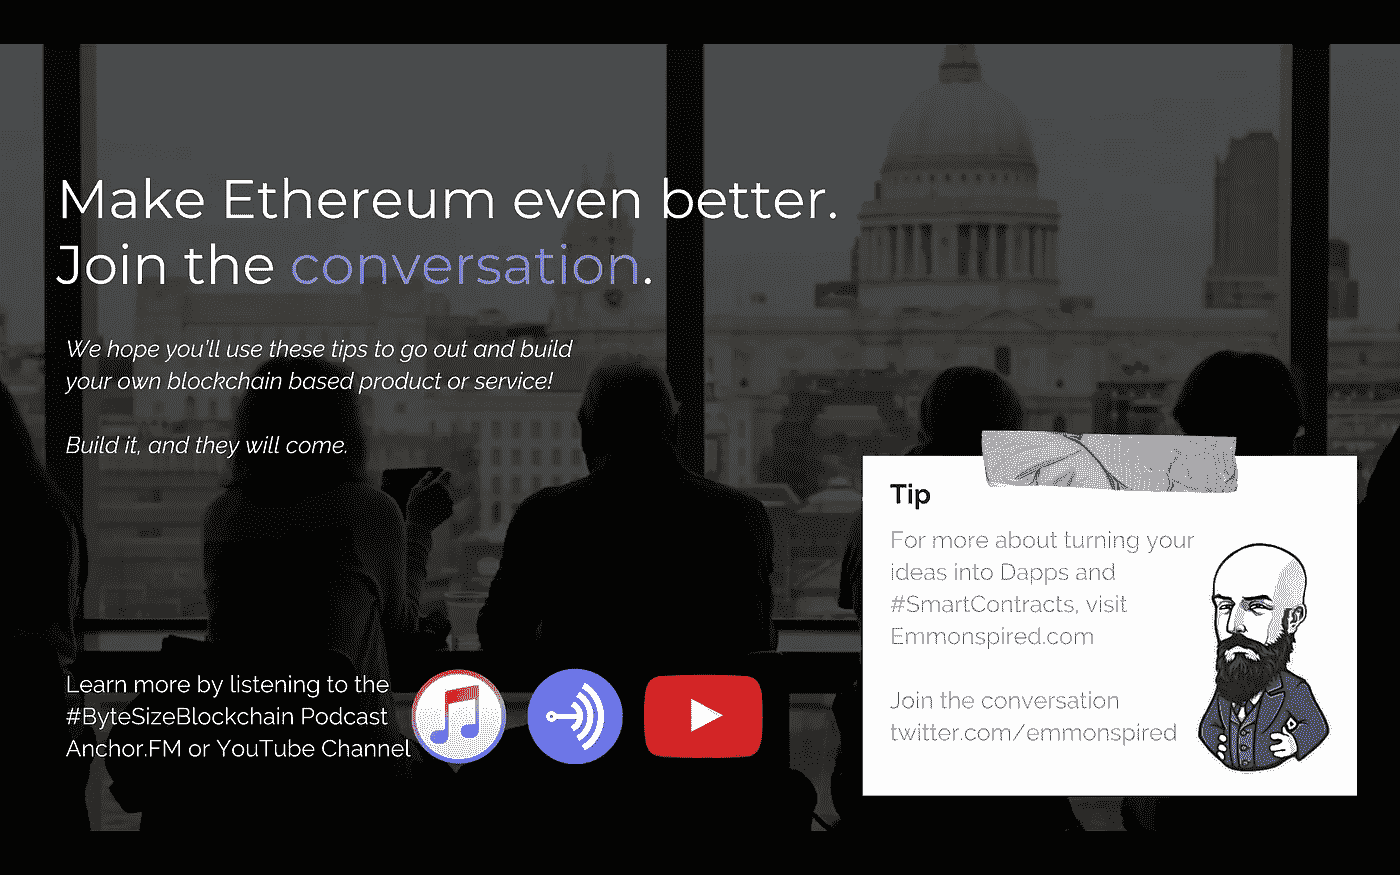 Make Ethereum even better.
Join the conversation.
We hope you'll use these tips to go out and build
your own blockchain based product or service!
Build it, and they will come.
Learn more by listening to the
#ByteSizeBlockchain Podcast
Anchor.FM or YouTube Channel
Tip
For more about turning your
ideas into Dapps and
#SmartContracts, visit
Emmonspired.com
Join the conversation
twitter.com/emmonspired